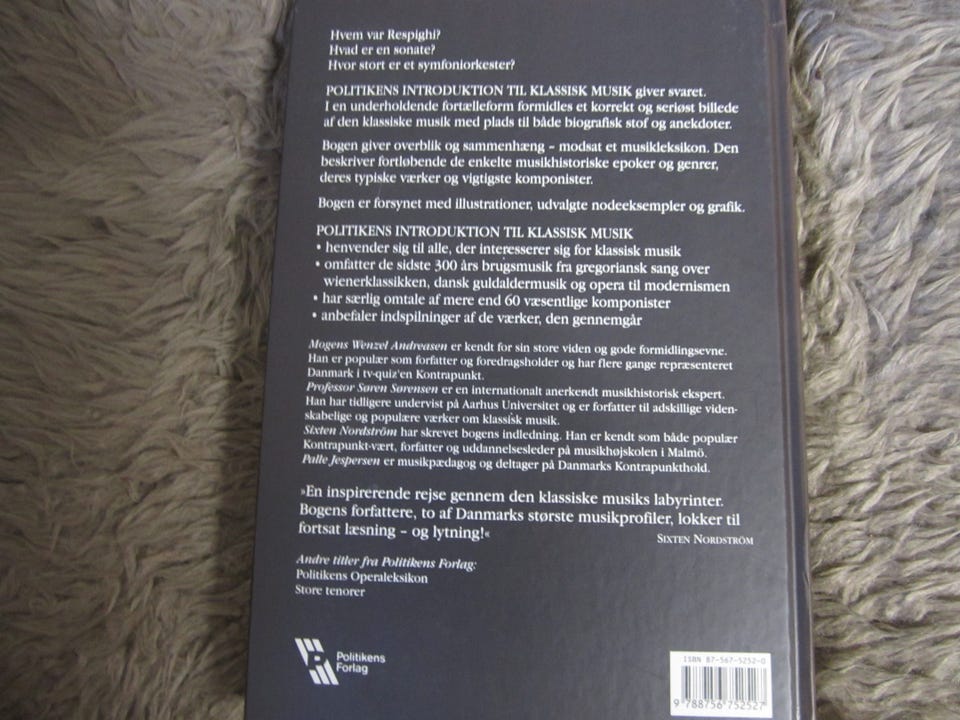 Hvem var Respighi?
Hvad er en sonate?
Hvor stort er et symfoniorkester?
POLITIKENS INTRODUKTION TIL KLASSISK MUSIK giver svaret.
I en underholdende fortælleform formidles et korrekt og seriøst billede
af den klassiske musik med plads til både biografisk stof og anekdoter.
Bogen giver overblik og sammenhæng – modsat et musikleksikon. Den
beskriver fortløbende de enkelte musikhistoriske epoker og genrer,
deres typiske værker og vigtigste komponister.
Bogen er forsynet med illustrationer, udvalgte nodeeksempler og grafik.
POLITIKENS INTRODUKTION TIL KLASSISK MUSIK
• henvender sig til alle, der interesserer sig for klassisk musik
• omfatter de sidste 300 års brugsmusik fra gregoriansk sang over
wienerklassikken, dansk guldaldermusik og opera til modernismen
• har særlig omtale af mere end 60 væsentlige komponister
• anbefaler indspilninger af de værker, den gennemgår
Mogens Wenzel Andreasen er kendt for sin store viden og gode formidlingsevne.
Han er populær som forfatter og foredragsholder og har flere gange repræsenteret
Danmark i tv-quiz'en Kontrapunkt.
Professor Søren Sørensen er en internationalt anerkendt musikhistorisk ekspert.
Han har tidligere undervist på Aarhus Universitet og er forfatter til adskillige viden-
skabelige og populære værker om klassisk musik.
Sixten Nordström har skrevet bogens indledning. Han er kendt som både populær
Kontrapunkt-vært, forfatter og uddannelsesleder på musikhøjskolen i Malmö.
Palle Jespersen er musikpædagog og deltager på Danmarks Kontrapunkthold.
»En inspirerende rejse gennem den klassiske musiks labyrinter.
Bogens forfattere, to af Danmarks største musikprofiler, lokker til
fortsat læsning – og lytning!«
SIXTEN NORDSTRÖM
Andre titler fra Politikens Forlag:
Politikens Operaleksikon
Store tenorer
Politikens
Forlag
ISBN 87-567-5252-0
9 788756 752527